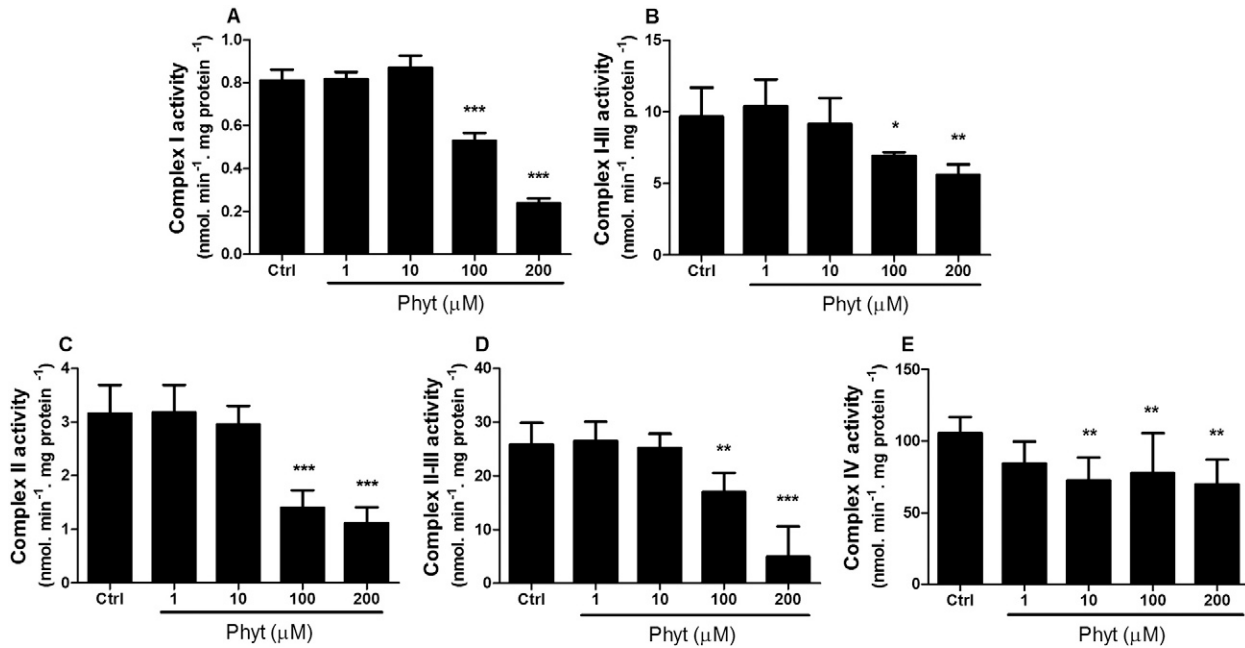 A
Complex I activity
(nmol. min⁻¹. mg protein ⁻¹)
1.0
0.8
0.6
0.4
0.2
0.0
***
***
Ctrl 1 10 100 200
Phyt (μM)
B
Complex I-III activity
(nmol. min⁻¹. mg protein ⁻¹)
15
10
5
0
*
**
Ctrl 1 10 100 200
Phyt (μM)
C
Complex II activity
(nmol. min⁻¹. mg protein ⁻¹)
4
3
2
1
0
***
***
Ctrl 1 10 100 200
Phyt (μM)
D
Complex II-III activity
(nmol. min⁻¹. mg protein ⁻¹)
40
30
20
10
0
**
***
Ctrl 1 10 100 200
Phyt (μM)
E
Complex IV activity
(nmol. min⁻¹. mg protein ⁻¹)
150
100
50
0
**
**
**
Ctrl 1 10 100 200
Phyt (μM)